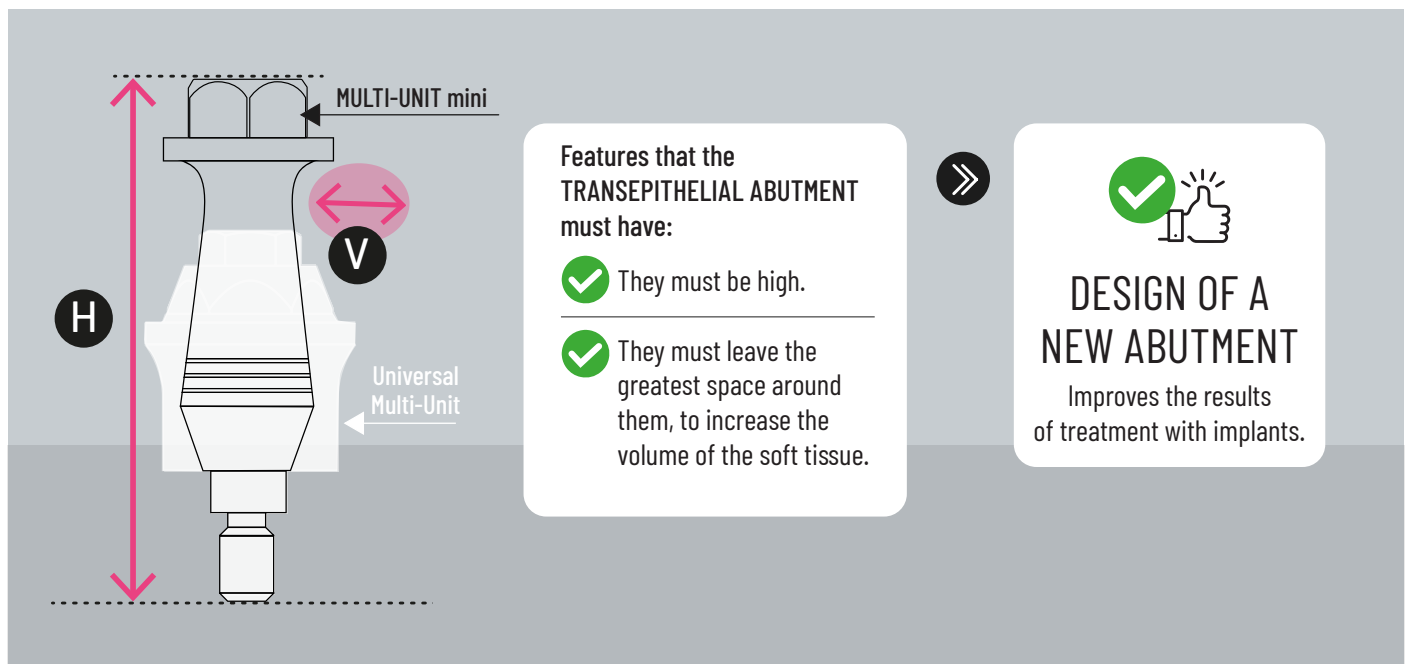 MULTI-UNIT mini
H
V
Universal
Multi-Unit
Features that the
TRANSEPITHELIAL ABUTMENT
must have:
They must be high.
They must leave the
greatest space around
them, to increase the
volume of the soft tissue.
DESIGN OF A
NEW ABUTMENT
Improves the results
of treatment with implants.